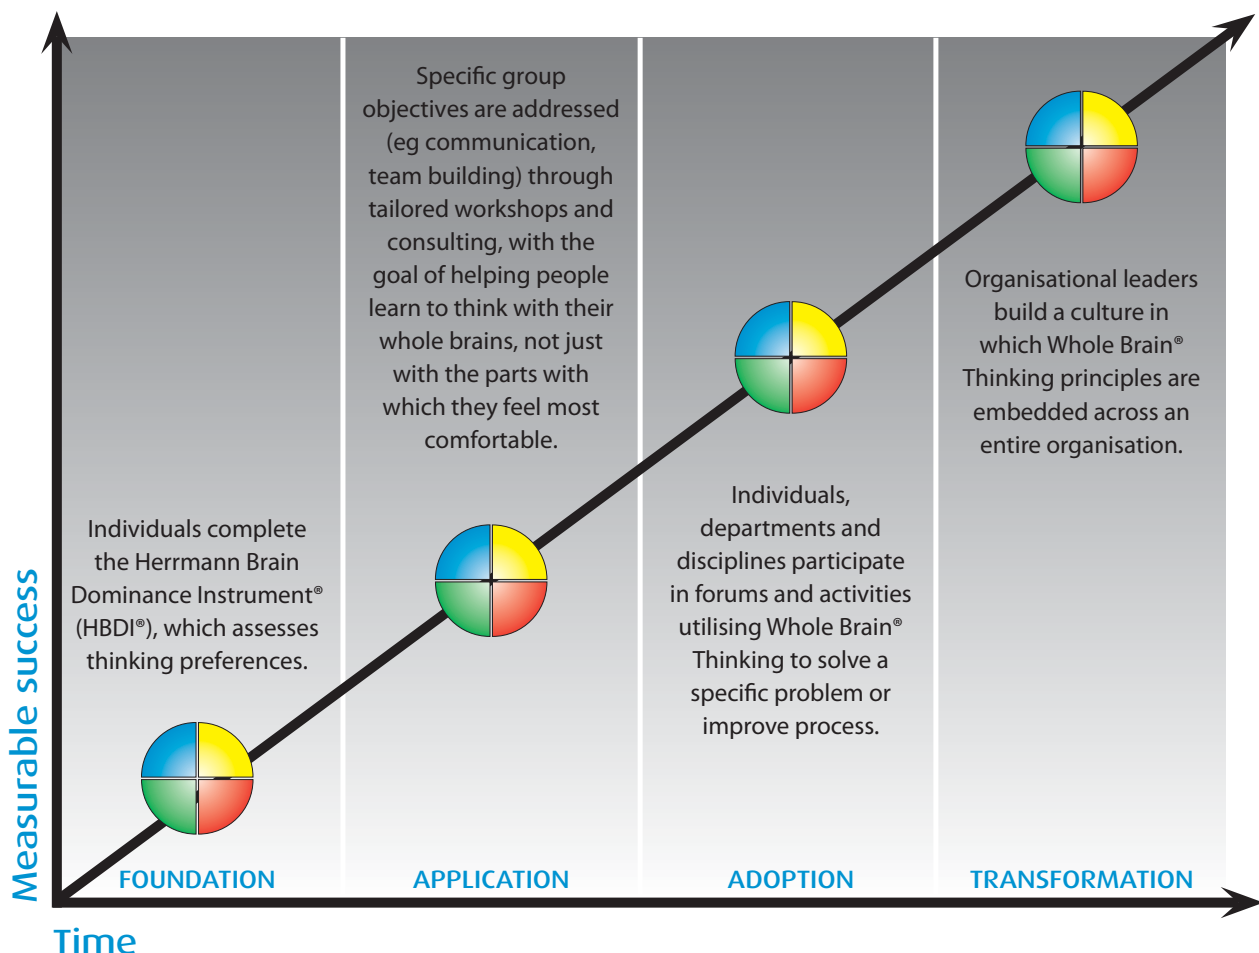 Specific group
objectives are addressed
(eg communication,
team building) through
tailored workshops and
consulting, with the
goal of helping people
learn to think with their
whole brains, not just
with the parts with
which they feel most
comfortable.
Organisational leaders
build a culture in
which Whole Brain®
Thinking principles are
embedded across an
entire organisation.
Individuals complete
the Herrmann Brain
Dominance Instrument®
(HBDI®), which assesses
thinking preferences.
Individuals,
departments and
disciplines participate
in forums and activities
utilising Whole Brain®
Thinking to solve a
specific problem or
improve process.
Measurable success
FOUNDATION
APPLICATION
ADOPTION
TRANSFORMATION
Time